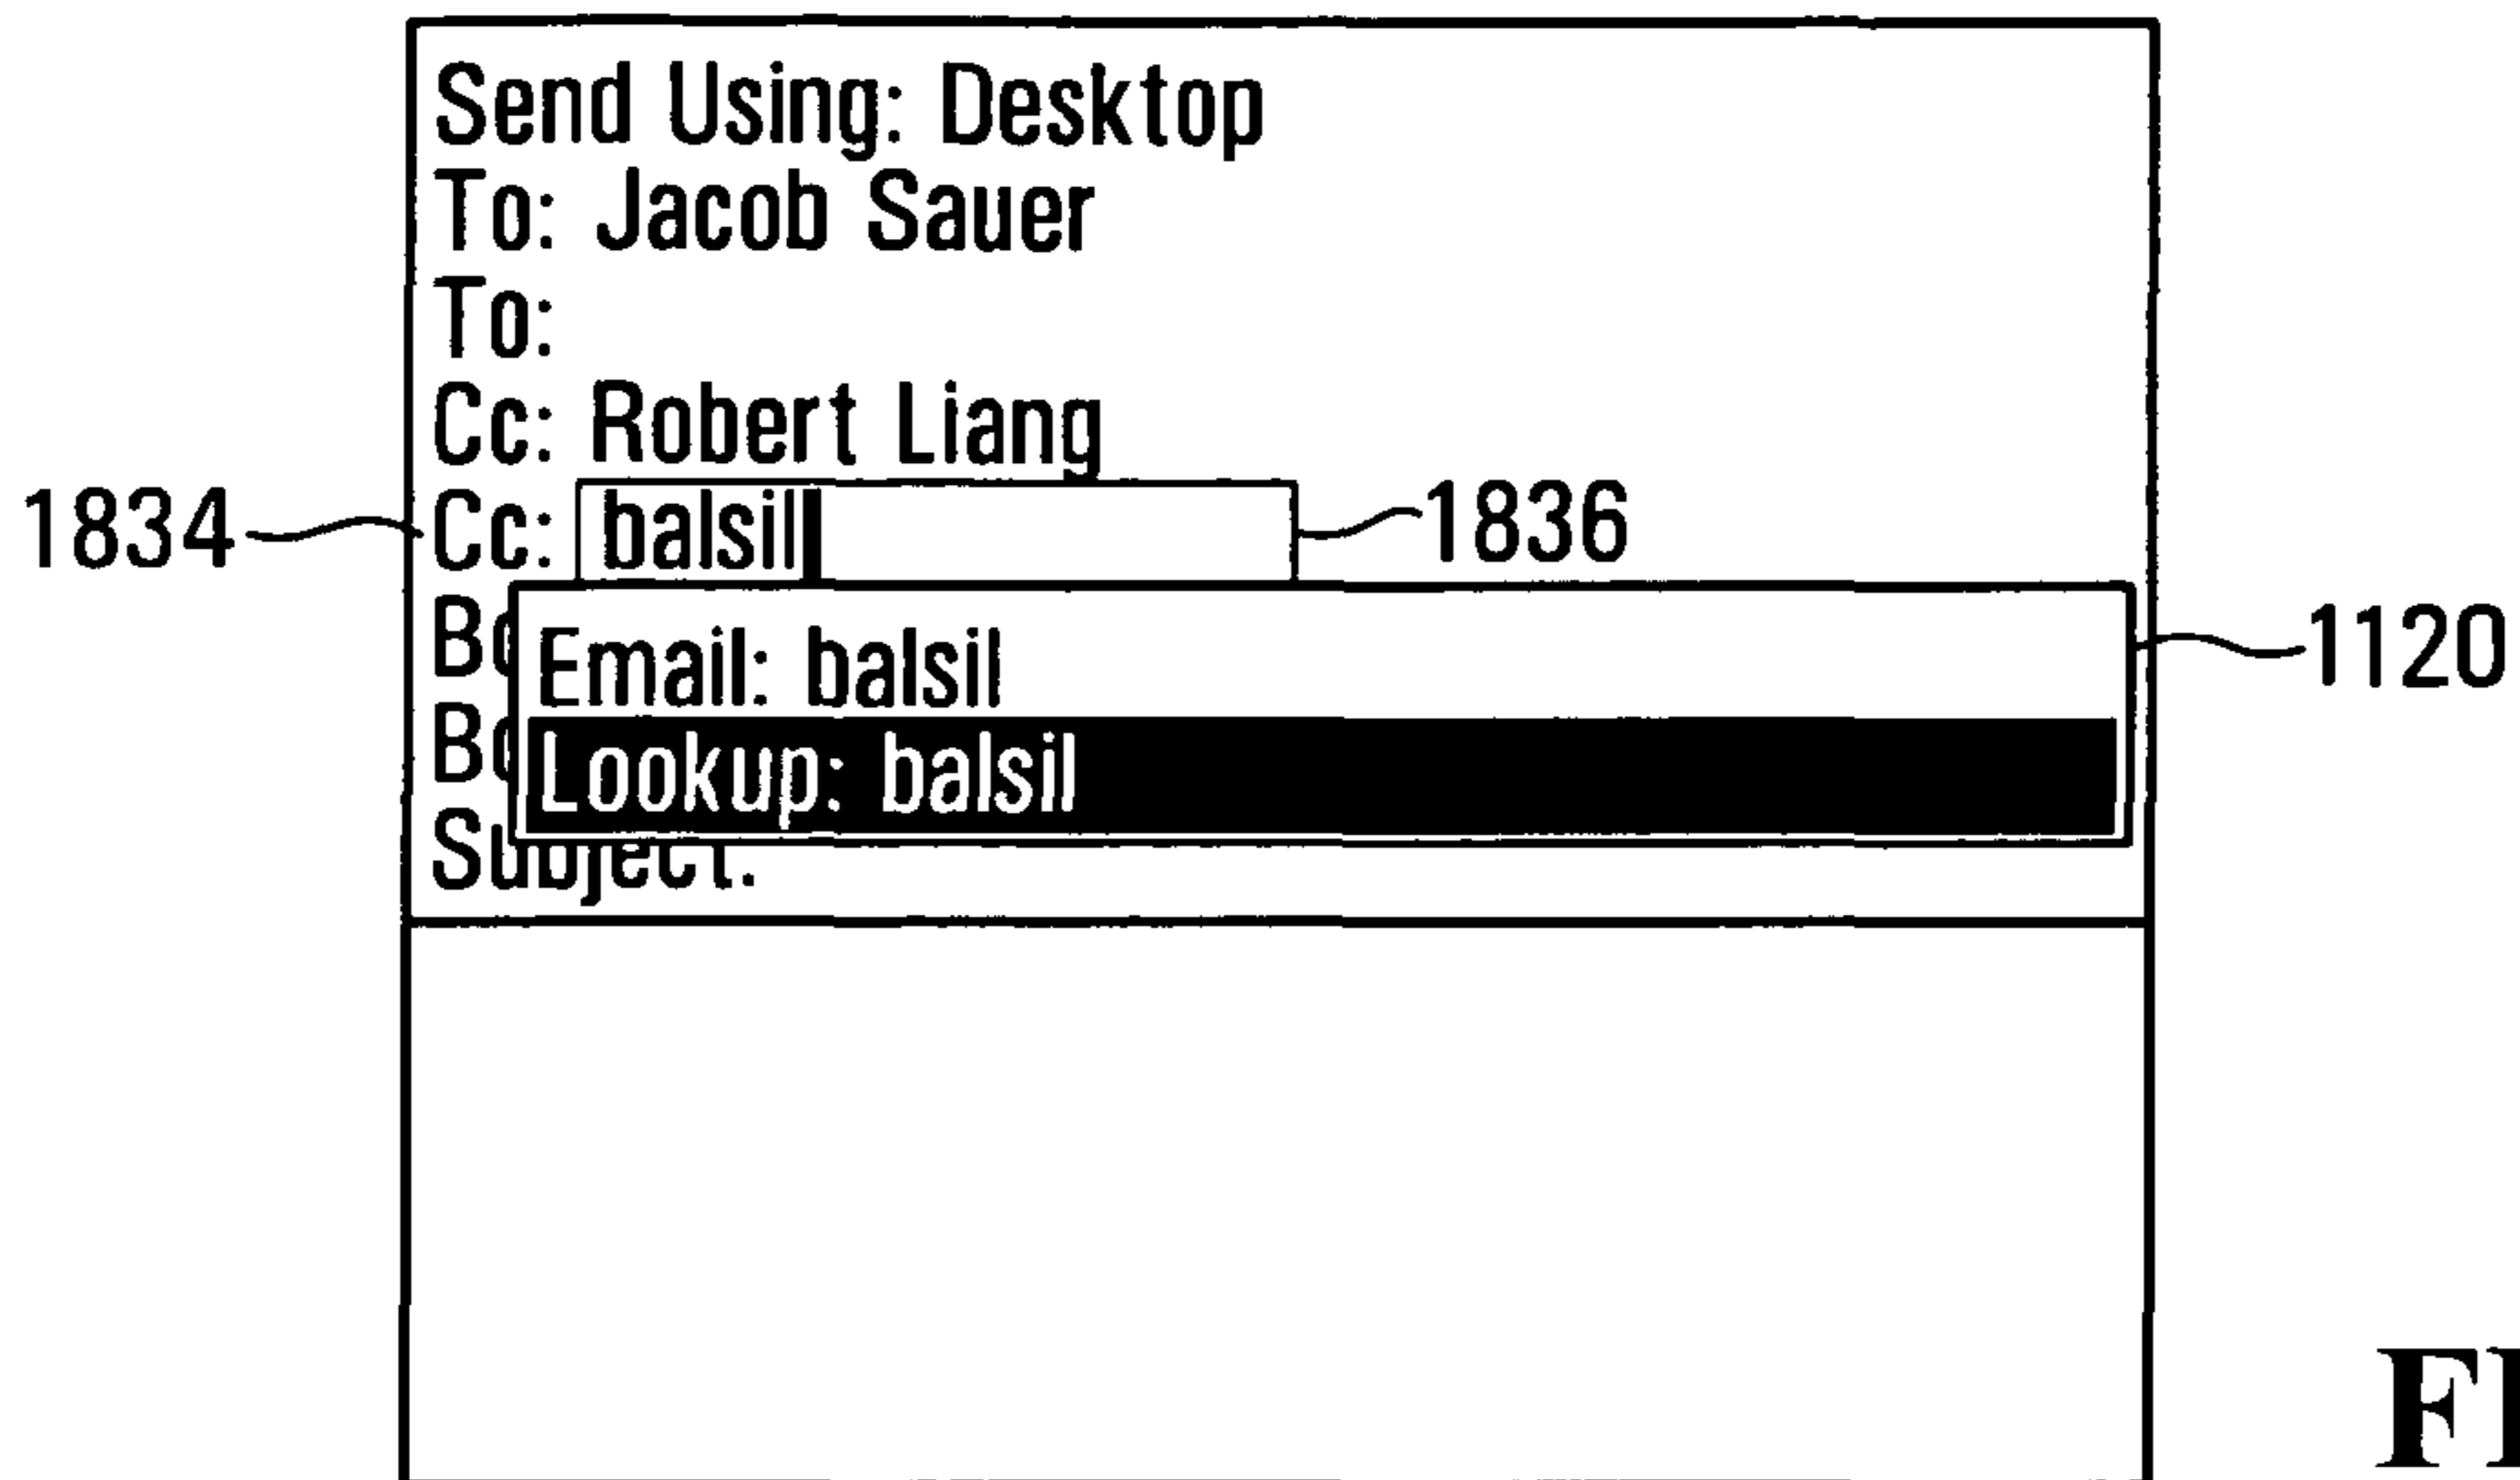 Send Using: Desktop
To: Jacob Sauer
To:
Cc: Robert Liang
1834 Cc: balsil 1836
Email: balsil 1120
Lookup: balsil
Subject: